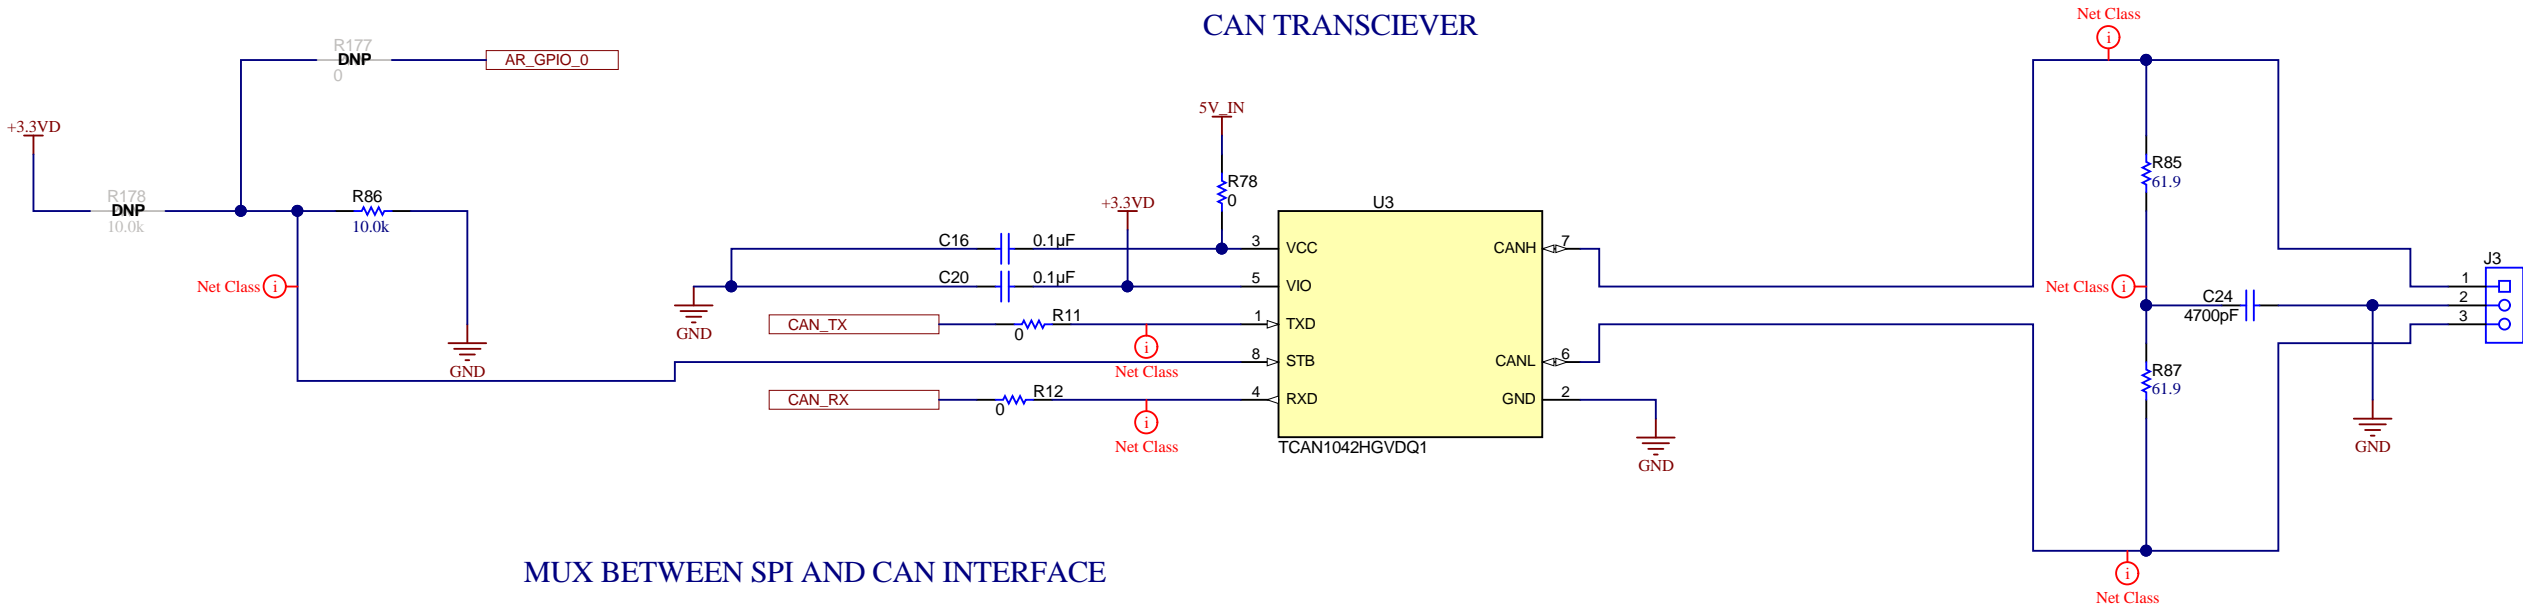 CAN TRANSCIEVER
Net Class
i
R177
DNP
0
AR_GPIO_0
+3.3VD
R178
DNP
10.0k
R86
10.0k
Net Class
i
GND
5V_IN
R78
0
+3.3VD
C16
0.1µF
C20
0.1µF
GND
CAN_TX
R11
0
i
Net Class
CAN_RX
R12
0
i
Net Class
U3
3
VCC
5
VIO
1
TXD
8
STB
4
RXD
CANH
7
CANL
6
GND
2
TCAN1042HGVDQ1
GND
R85
61.9
Net Class
i
C24
4700pF
R87
61.9
GND
J3
1
2
3
i
Net Class
MUX BETWEEN SPI AND CAN INTERFACE